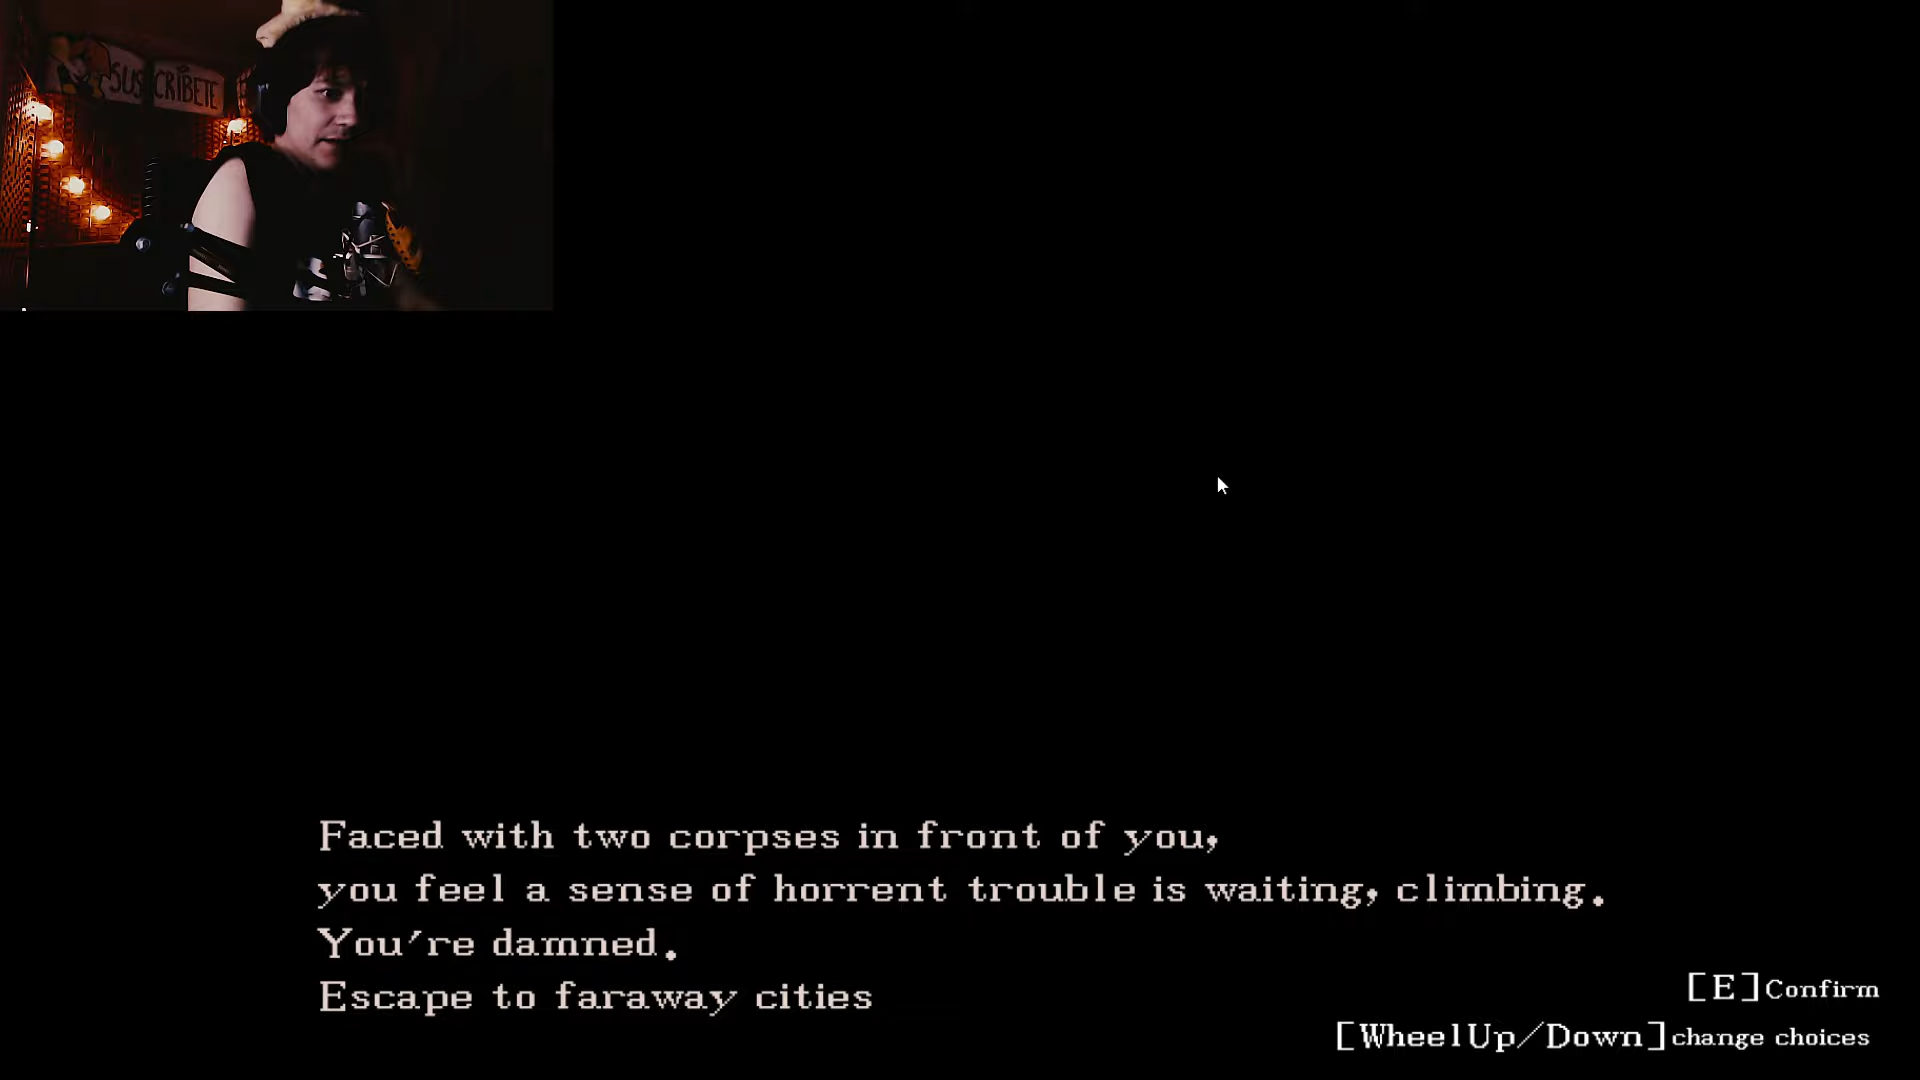 SUSCRÍBETE
Faced with two corpses in front of you,
you feel a sense of horrent trouble is waiting, climbing.
You're damned.
Escape to faraway cities
[E]Confirm
[WheelUp/Down]change choices